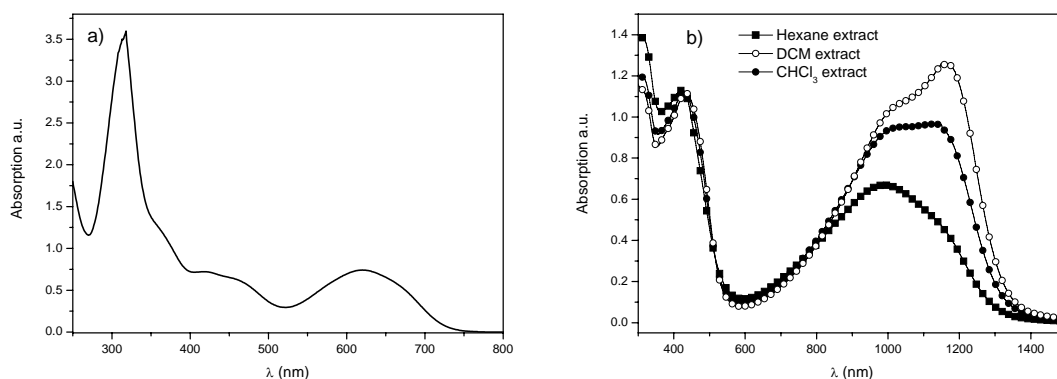 a)
3.5
3.0
2.5
2.0
1.5
1.0
0.5
0.0
Absorption a.u.
300 400 500 600 700 800
λ (nm)
b)
Hexane extract
DCM extract
CHCl₃ extract
1.4
1.2
1.0
0.8
0.6
0.4
0.2
0.0
Absorption a.u.
400 600 800 1000 1200 1400
λ (nm)